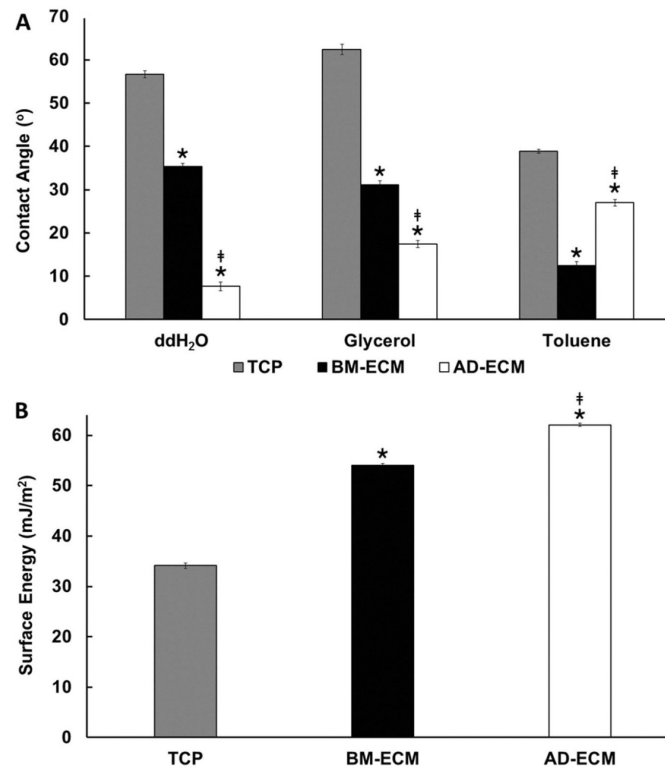 A
Contact Angle (º)
70
60
50
40
30
20
10
0
*
ǂ
*
*
ǂ
*
*
ǂ
*
ddH₂O Glycerol Toluene
TCP BM-ECM AD-ECM
B
Surface Energy (mJ/m²)
60
50
40
30
20
10
0
*
ǂ
*
TCP BM-ECM AD-ECM